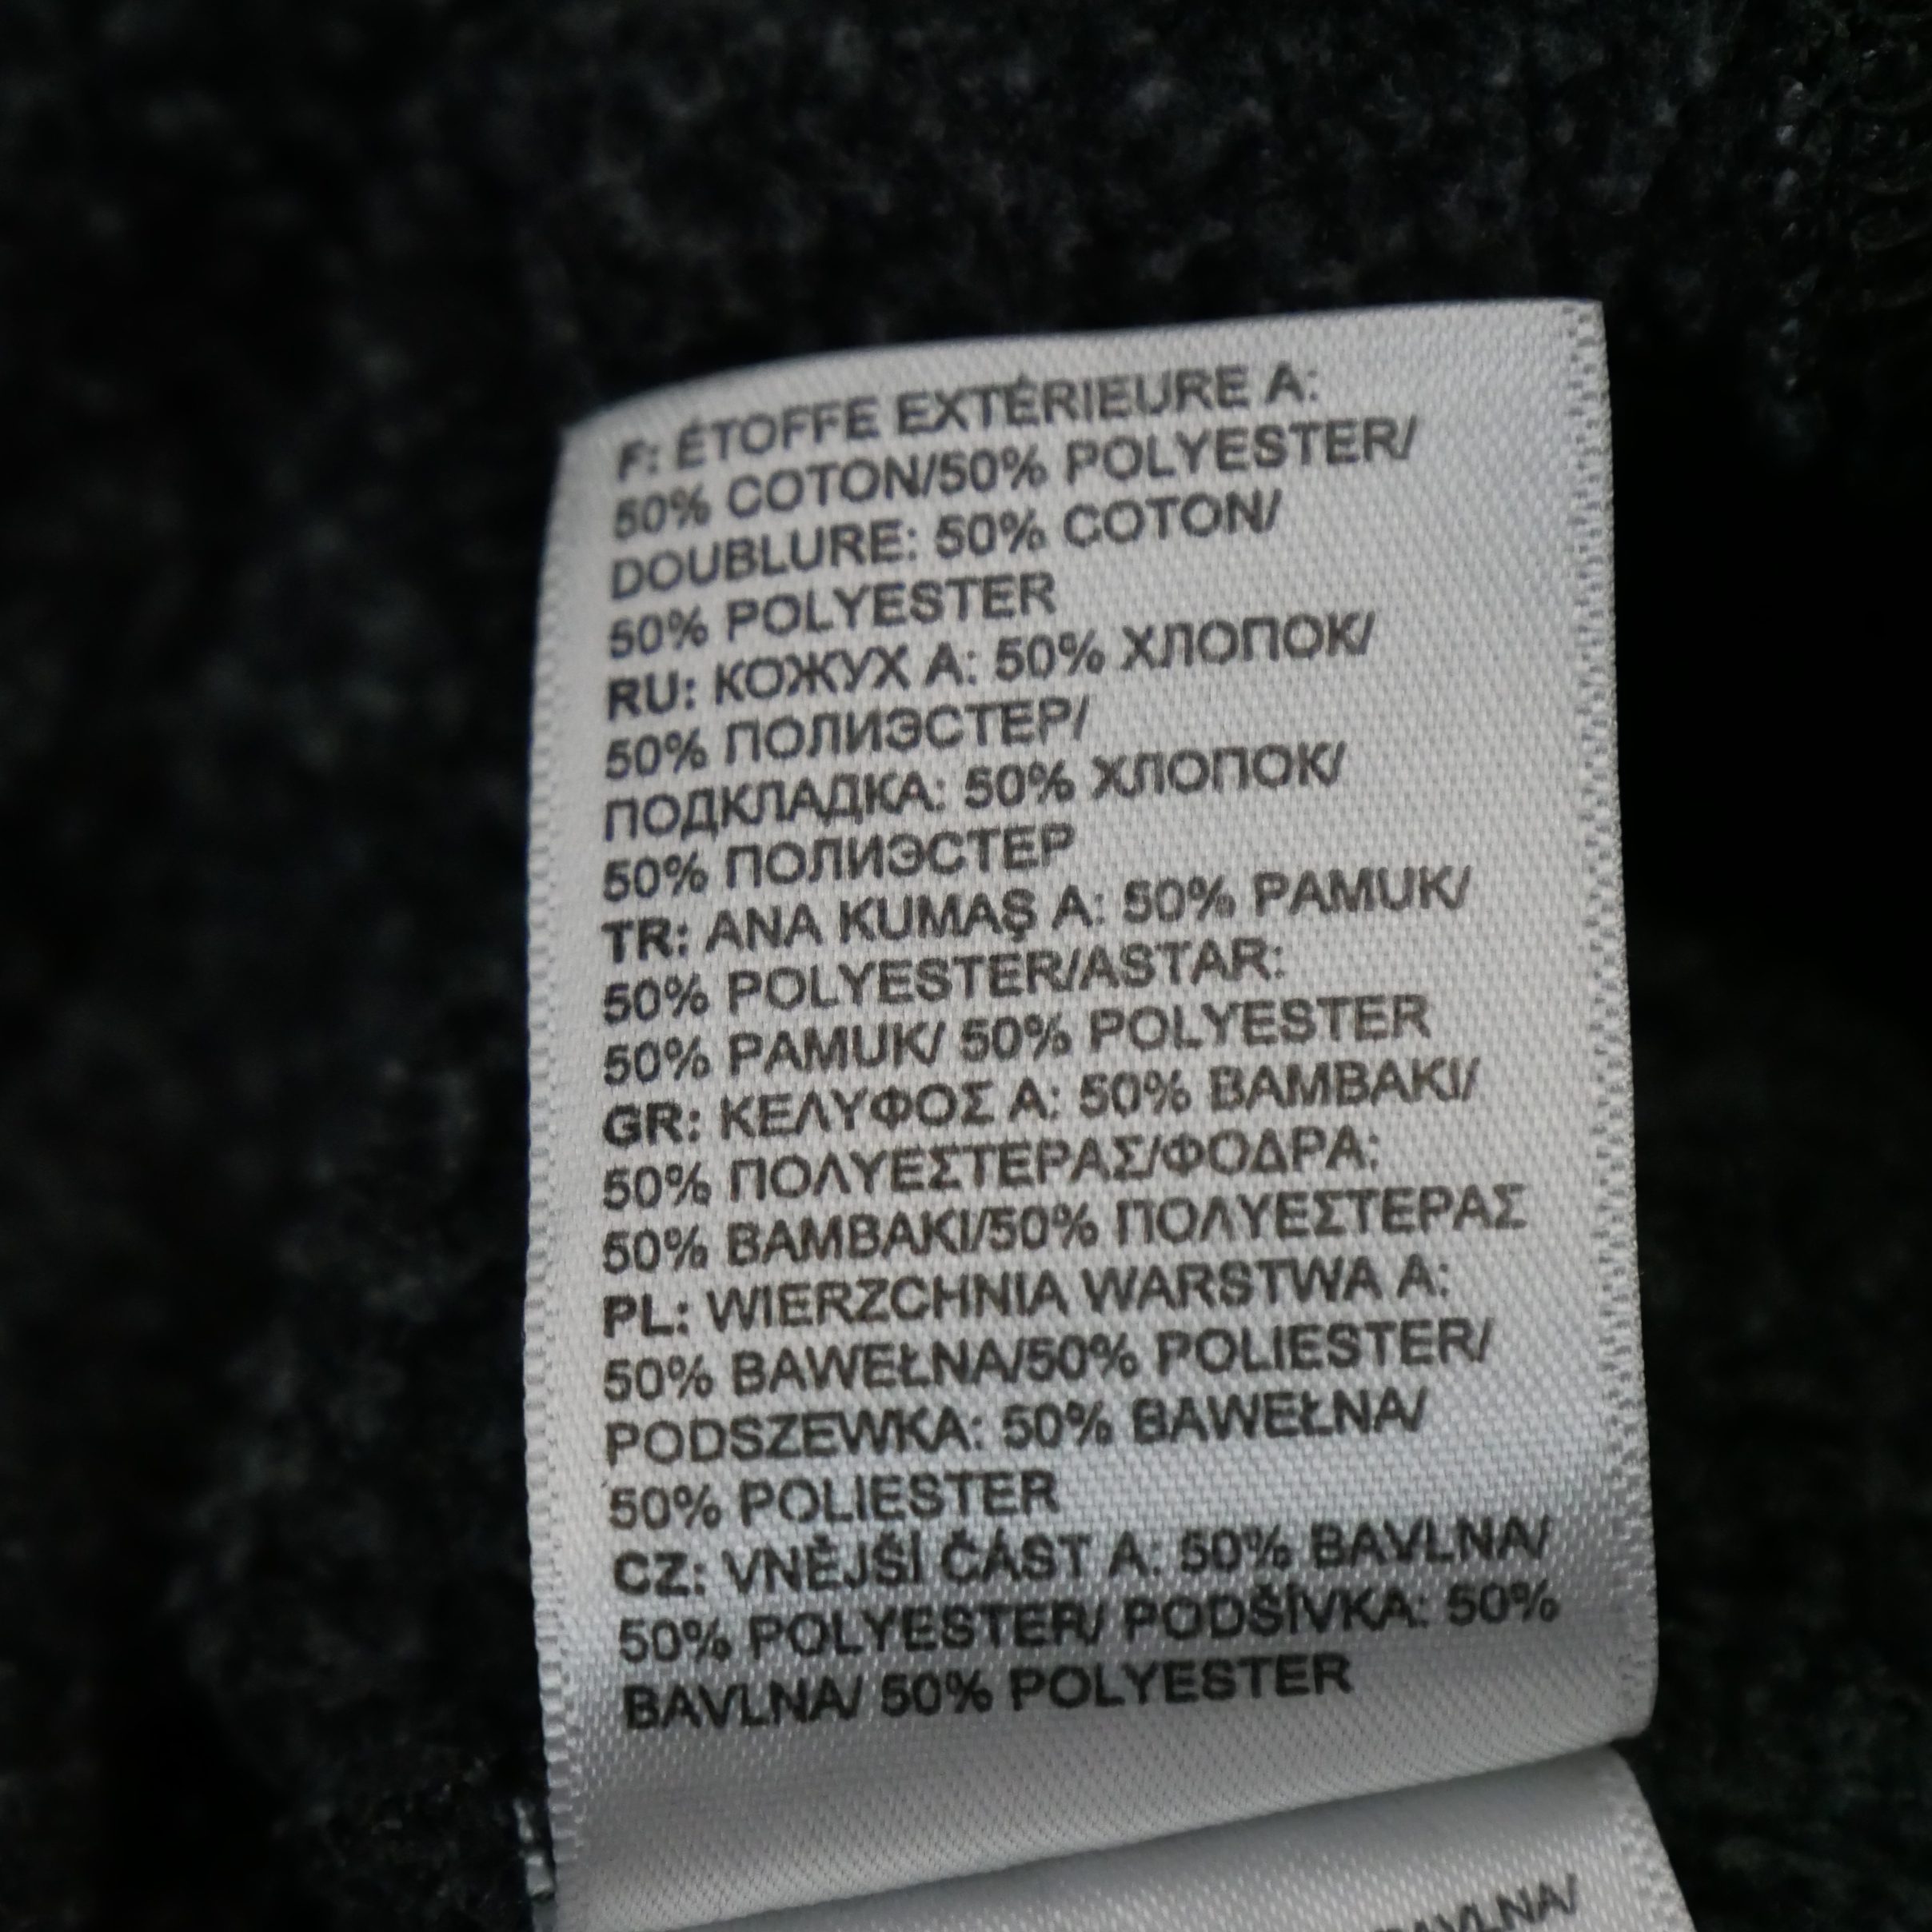 F: ÉTOFFE EXTÉRIEURE A:
50% COTON/50% POLYESTER/
DOUBLURE: 50% COTON/
50% POLYESTER
RU: КОЖУХ А: 50% ХЛОПОК/
50% ПОЛИЭСТЕР/
ПОДКЛАДКА: 50% ХЛОПОК/
50% ПОЛИЭСТЕР
TR: ANA KUMAŞ A: 50% PAMUK/
50% POLYESTER/ASTAR:
50% PAMUK/ 50% POLYESTER
GR: ΚΕΛΥΦΟΣ Α: 50% ΒΑΜΒΑΚΙ/
50% ΠΟΛΥΕΣΤΕΡΑΣ/ΦΟΔΡΑ:
50% ΒΑΜΒΑΚΙ/50% ΠΟΛΥΕΣΤΕΡΑΣ
PL: WIERZCHNIA WARSTWA A:
50% BAWEŁNA/50% POLIESTER/
PODSZEWKA: 50% BAWEŁNA/
50% POLIESTER
CZ: VNĚJŠÍ ČÁST A: 50% BAVLNA/
50% POLYESTER/ PODŠÍVKA: 50%
BAVLNA/ 50% POLYESTER
BAVLNA/